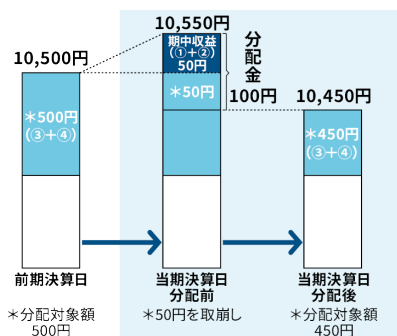 10,550円
10,500円
期中収益
(①+②)
50円
分配金
*50円
100円
10,450円
*500円
(③+④)
*450円
(③+④)
前期決算日
当期決算日
分配前
当期決算日
分配後
*分配対象額
500円
*50円を取崩し
*分配対象額
450円